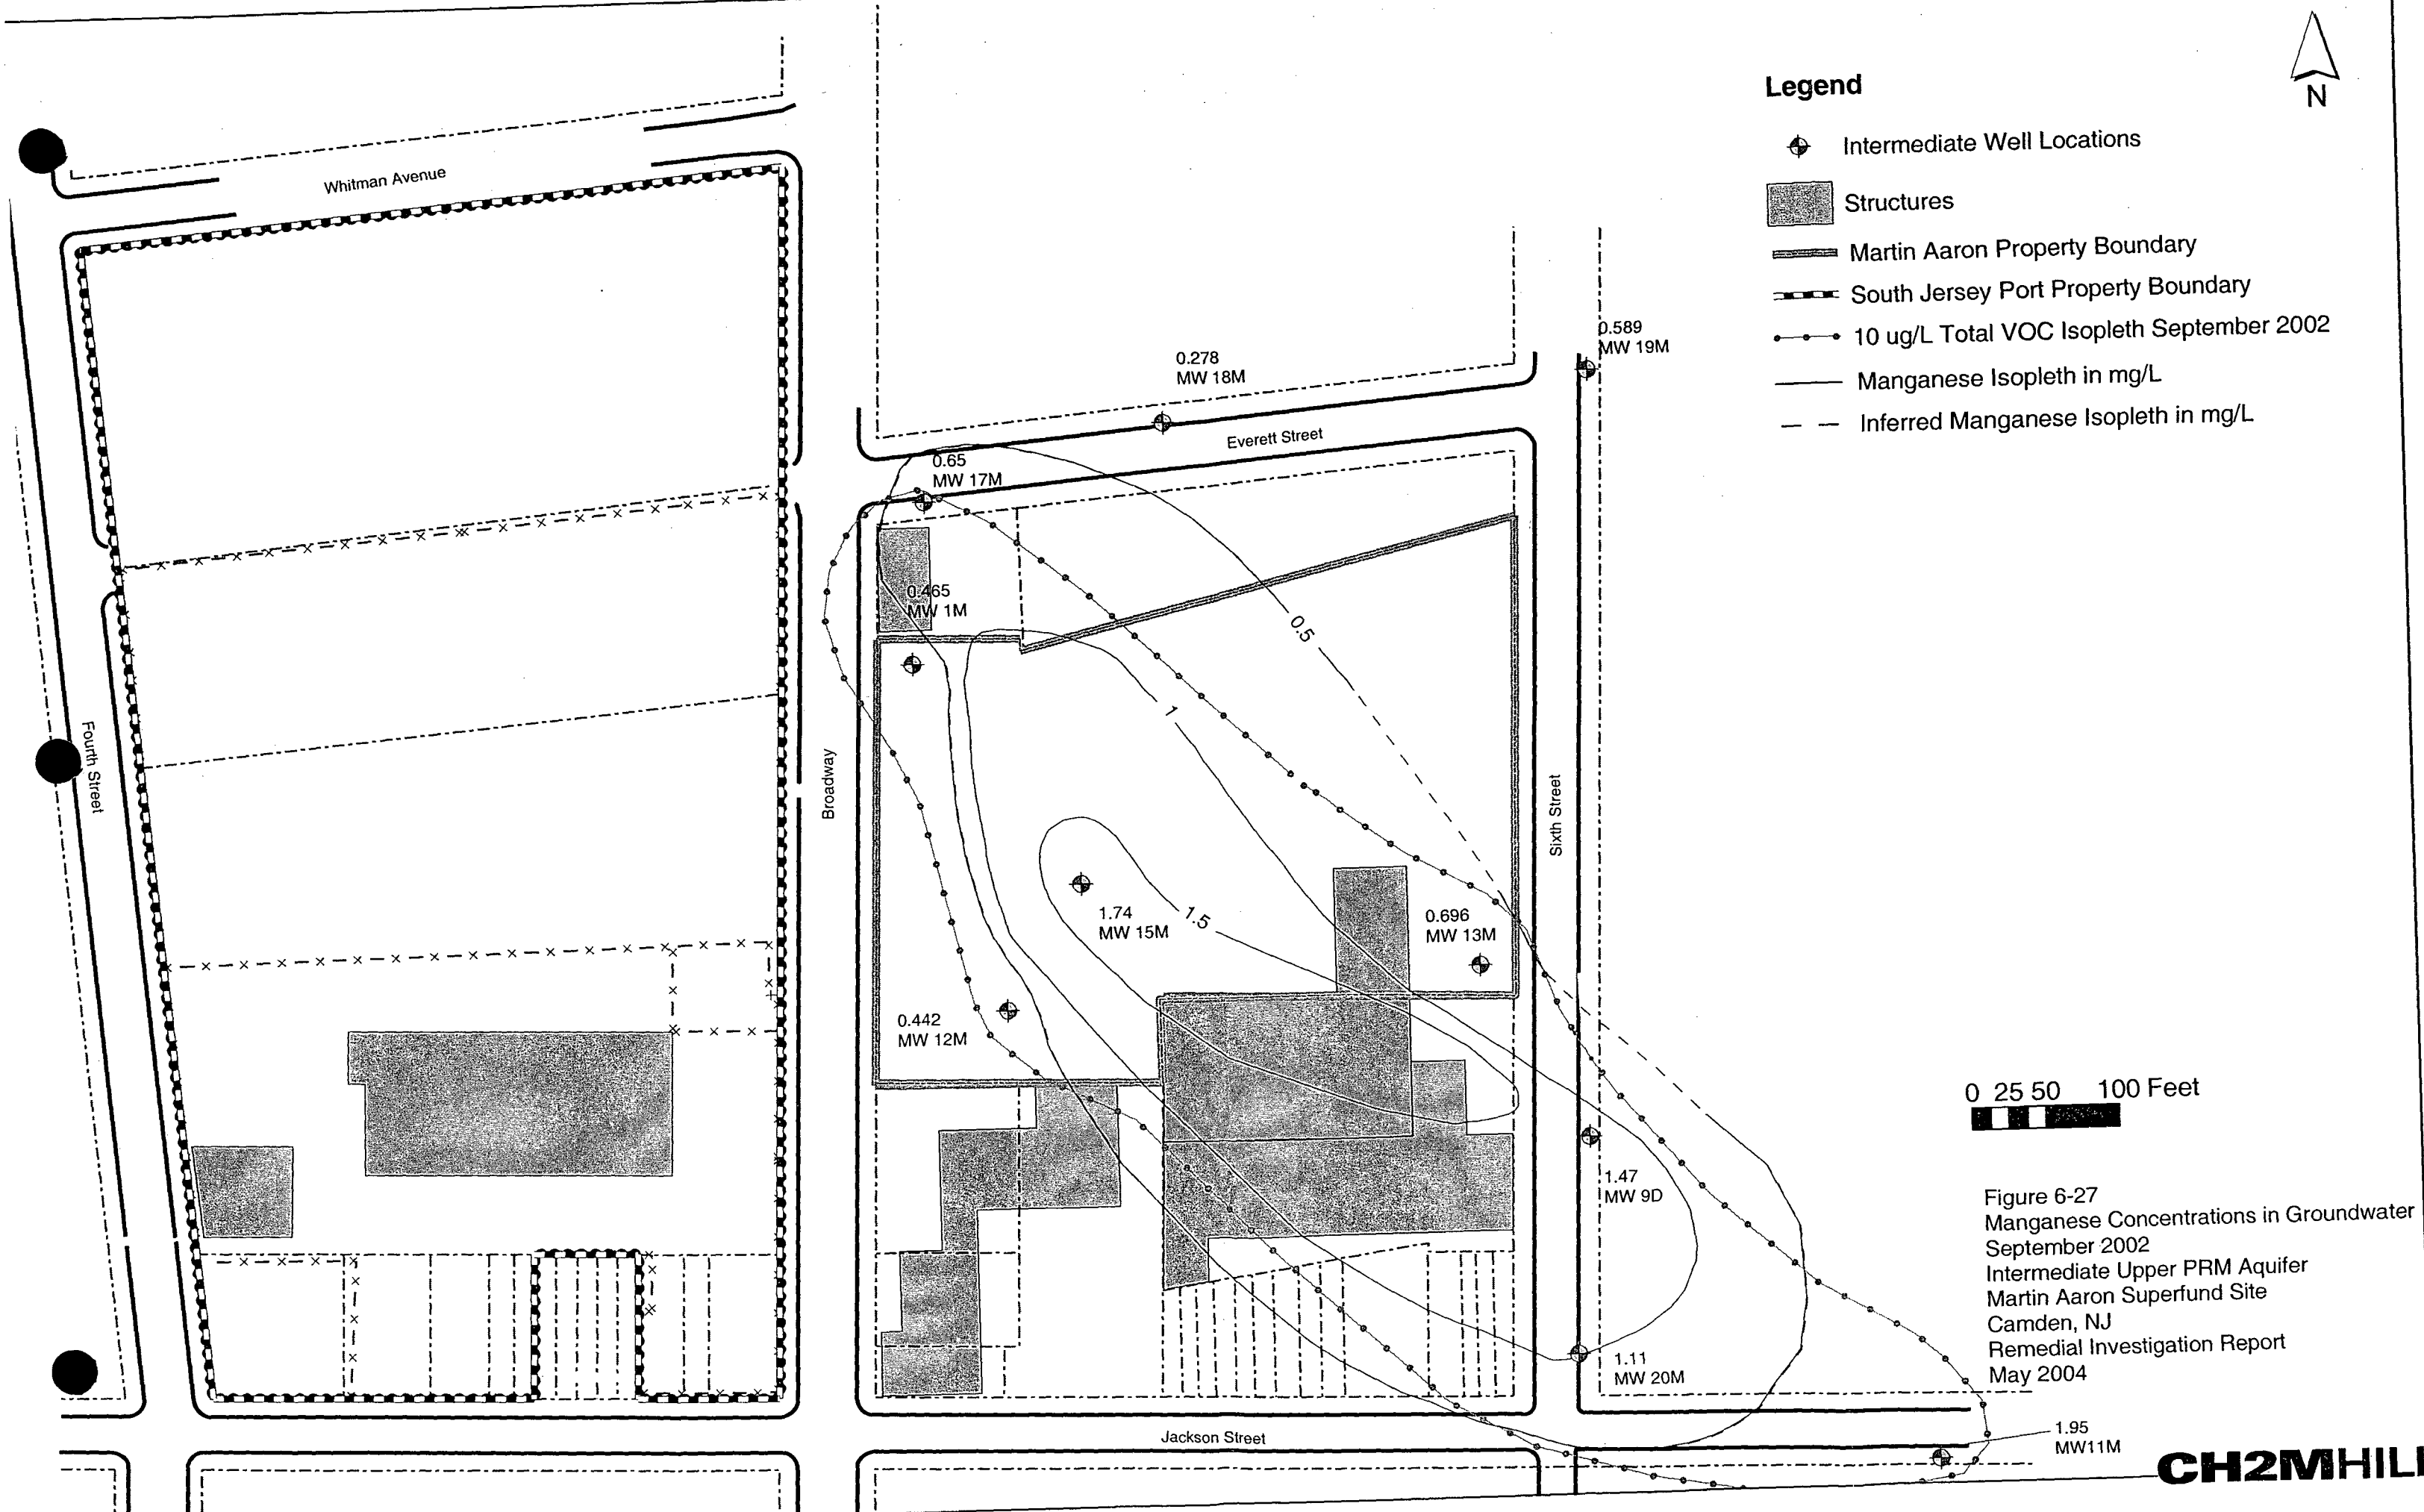 Legend
N
Intermediate Well Locations
Structures
Martin Aaron Property Boundary
South Jersey Port Property Boundary
10 ug/L Total VOC Isopleth September 2002
Manganese Isopleth in mg/L
Inferred Manganese Isopleth in mg/L
Whitman Avenue
0.589
MW 19M
0.278
MW 18M
Everett Street
0.65
MW 17M
0.465
MW 1M
0.5
1
Fourth Street
Broadway
Sixth Street
1.74
MW 15M
1.5
0.696
MW 13M
0.442
MW 12M
1.47
MW 9D
1.11
MW 20M
Jackson Street
1.95
MW11M
0 25 50 100 Feet
Figure 6-27
Manganese Concentrations in Groundwater
September 2002
Intermediate Upper PRM Aquifer
Martin Aaron Superfund Site
Camden, NJ
Remedial Investigation Report
May 2004
CH2MHILL